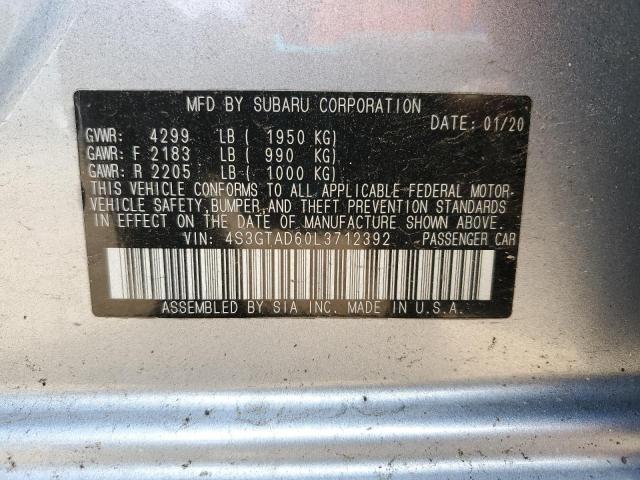 MFD BY SUBARU CORPORATION
DATE: 01/20
GVWR: 4299 LB ( 1950 KG)
GAWR: F 2183 LB ( 990 KG)
GAWR: R 2205 LB ( 1000 KG)
THIS VEHICLE CONFORMS TO ALL APPLICABLE FEDERAL MOTOR-
VEHICLE SAFETY, BUMPER, AND THEFT PREVENTION STANDARDS
IN EFFECT ON THE DATE OF MANUFACTURE SHOWN ABOVE.
VIN: 4S3GTAD60L3712392 PASSENGER CAR
ASSEMBLED BY SIA INC. MADE IN U.S.A.